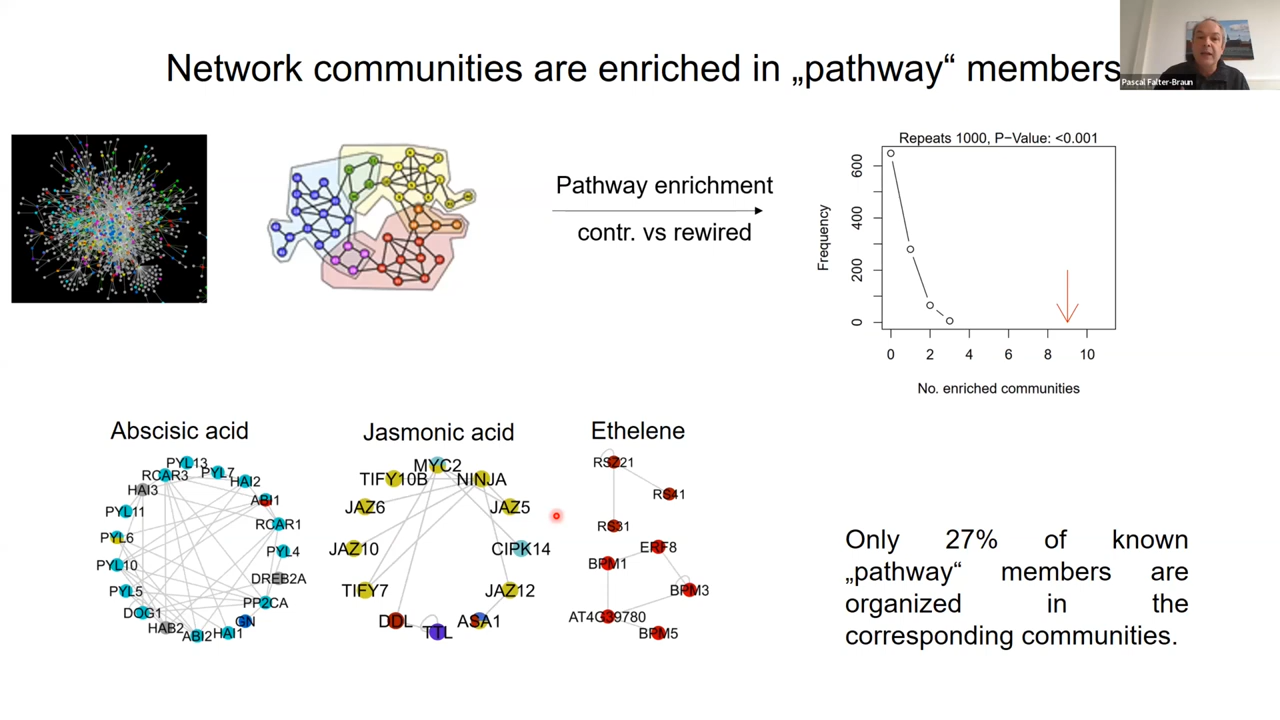 Network communities are enriched in „pathway“ members
Pascal Falter-Braun
Pathway enrichment
contr. vs rewired
Repeats 1000, P−Value: <0.001
Frequency
600
400
200
0
0 2 4 6 8 10
No. enriched communities
Abscisic acid
PYL13
RCAR3
PYL7
HAI2
HAI3
ABI1
PYL11
RCAR1
PYL6
PYL4
PYL10
DREB2A
PYL5
PP2CA
DOG1
GN
HAB2
ABI2
HAI1
Jasmonic acid
MYC2
TIFY10B
NINJA
JAZ6
JAZ5
JAZ10
CIPK14
TIFY7
JAZ12
DDL
TTL
ASA1
Ethelene
RSZ21
RS41
RS31
ERF8
BPM1
BPM3
AT4G39780
BPM5
Only 27% of known
„pathway“ members are
organized in the
corresponding communities.